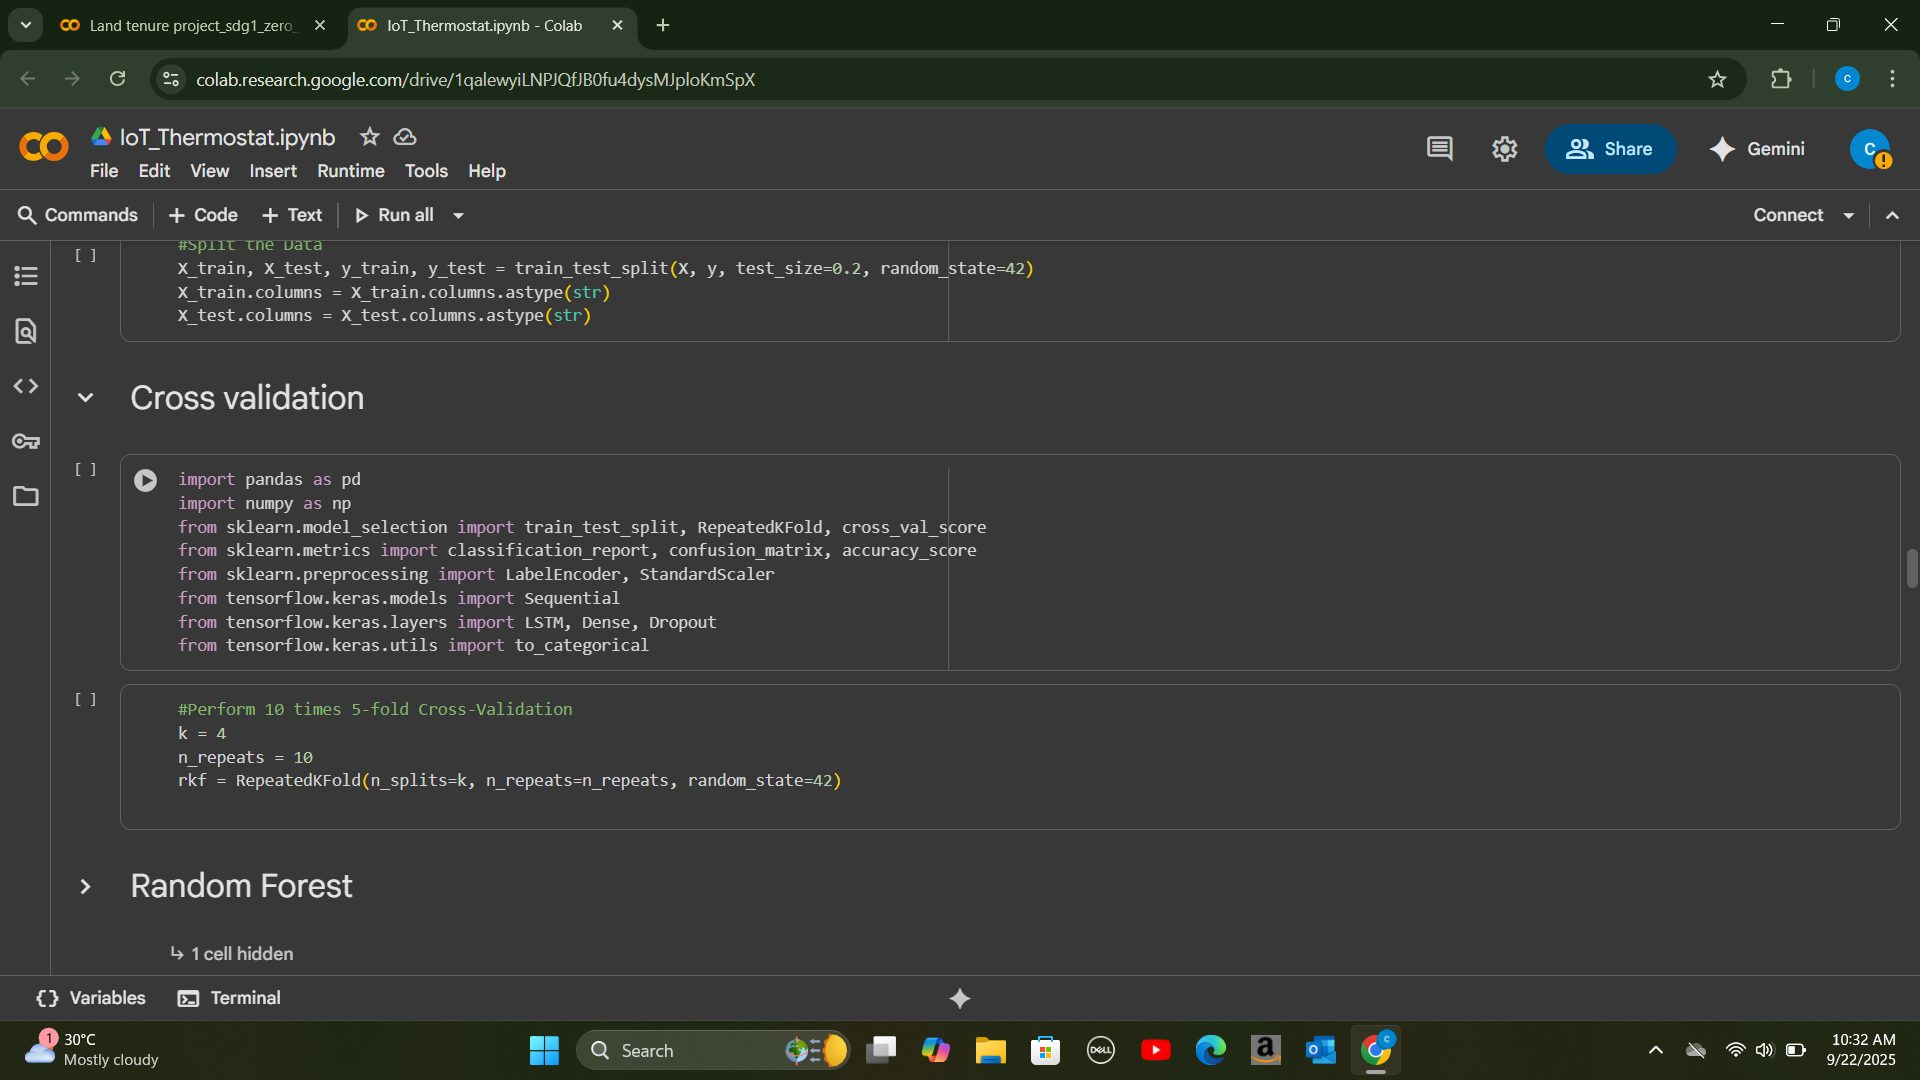 Land tenure project_sdg1_zero_
IoT_Thermostat.ipynb - Colab
colab.research.google.com/drive/1qalewyiLNPJQfJB0fu4dysMJploKmSpX
C
IoT_Thermostat.ipynb
File Edit View Insert Runtime Tools Help
Share
Gemini
C
Commands + Code + Text Run all
Connect
[ ]
#Split the Data
X_train, X_test, y_train, y_test = train_test_split(X, y, test_size=0.2, random_state=42)
X_train.columns = X_train.columns.astype(str)
X_test.columns = X_test.columns.astype(str)
Cross validation
[ ]
import pandas as pd
import numpy as np
from sklearn.model_selection import train_test_split, RepeatedKFold, cross_val_score
from sklearn.metrics import classification_report, confusion_matrix, accuracy_score
from sklearn.preprocessing import LabelEncoder, StandardScaler
from tensorflow.keras.models import Sequential
from tensorflow.keras.layers import LSTM, Dense, Dropout
from tensorflow.keras.utils import to_categorical
[ ]
#Perform 10 times 5-fold Cross-Validation
k = 4
n_repeats = 10
rkf = RepeatedKFold(n_splits=k, n_repeats=n_repeats, random_state=42)
Random Forest
↳ 1 cell hidden
{} Variables Terminal
1
30°C
Mostly cloudy
Search
DELL
a
C
10:32 AM
9/22/2025